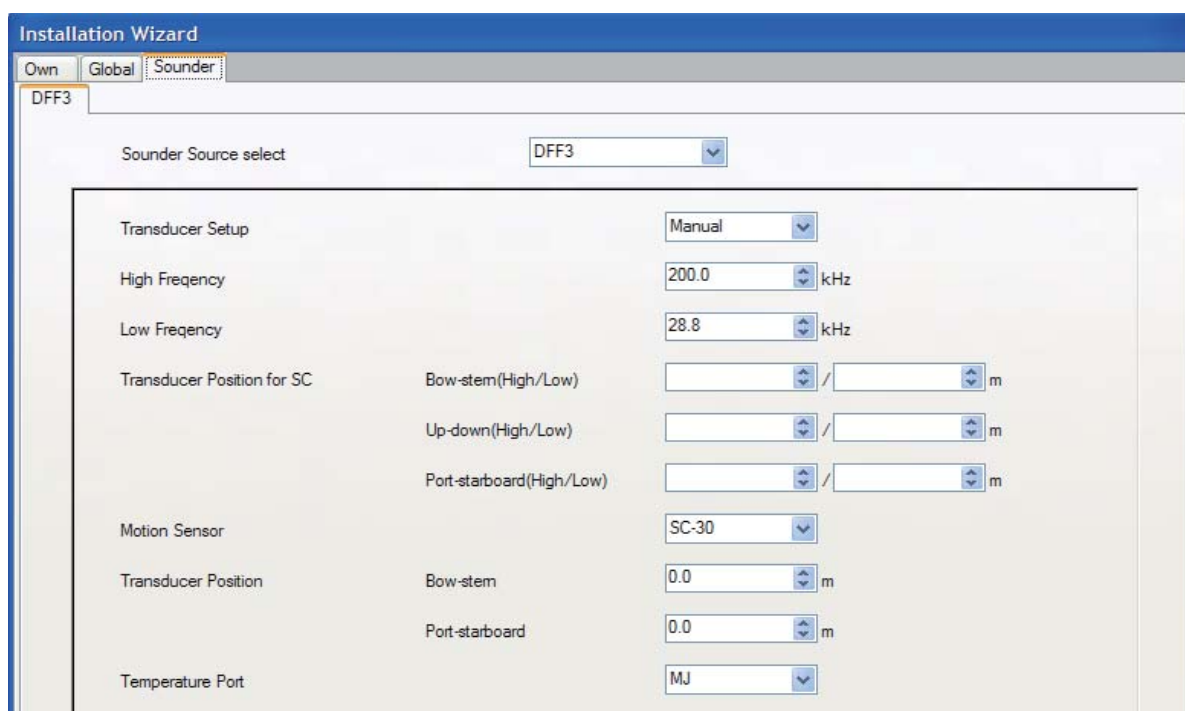 Installation Wizard
Own Global Sounder
DFF3
Sounder Source select DFF3
Transducer Setup Manual
High Freqency 200.0 kHz
Low Freqency 28.8 kHz
Transducer Position for SC Bow-stern(High/Low) / m
Up-down(High/Low) / m
Port-starboard(High/Low) / m
Motion Sensor SC-30
Transducer Position Bow-stern 0.0 m
Port-starboard 0.0 m
Temperature Port MJ